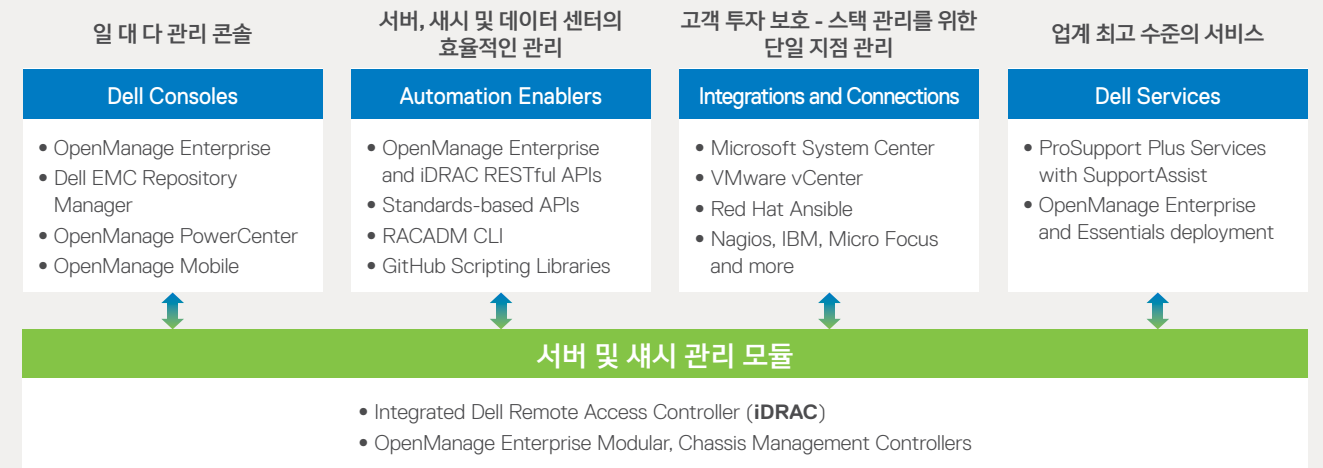 일 대 다 관리 콘솔
Dell Consoles
• OpenManage Enterprise
• Dell EMC Repository
Manager
• OpenManage PowerCenter
• OpenManage Mobile
서버, 새시 및 데이터 센터의
효율적인 관리
Automation Enablers
• OpenManage Enterprise
and iDRAC RESTful APIs
• Standards-based APIs
• RACADM CLI
• GitHub Scripting Libraries
고객 투자 보호 - 스택 관리를 위한
단일 지점 관리
Integrations and Connections
• Microsoft System Center
• VMware vCenter
• Red Hat Ansible
• Nagios, IBM, Micro Focus
and more
업계 최고 수준의 서비스
Dell Services
• ProSupport Plus Services
with SupportAssist
• OpenManage Enterprise
and Essentials deployment
서버 및 섀시 관리 모듈
• Integrated Dell Remote Access Controller (iDRAC)
• OpenManage Enterprise Modular, Chassis Management Controllers